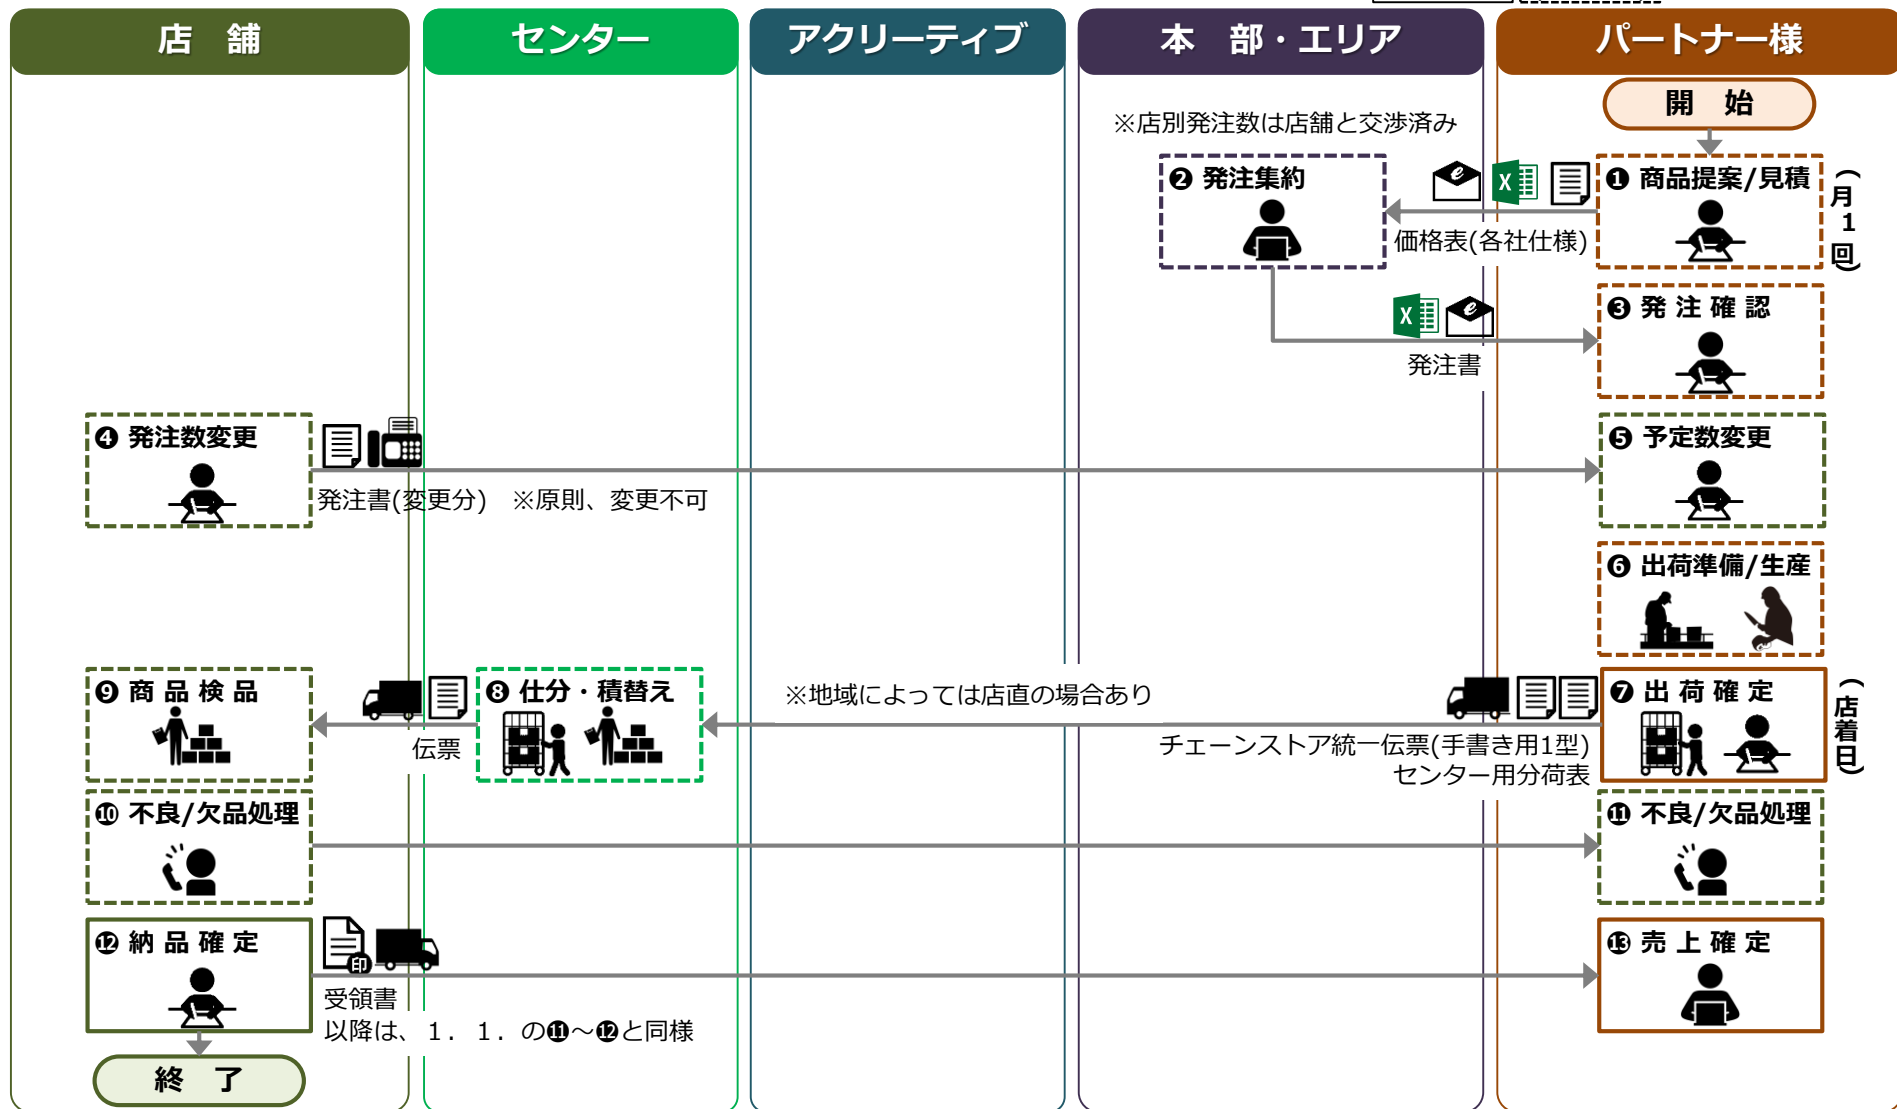 店　舗
センター
アクリーティブ
本　部・エリア
パートナー様
開　始
※店別発注数は店舗と交渉済み
❷ 発注集約
❶ 商品提案/見積
(月1回)
価格表(各社仕様)
❸ 発 注 確 認
発注書
❹ 発注数変更
❺ 予定数変更
発注書(変更分)　※原則、変更不可
❻ 出荷準備/生産
❾ 商 品 検 品
❽ 仕分・積替え
※地域によっては店直の場合あり
❼ 出 荷 確 定
(店着日)
伝票
チェーンストア統一伝票(手書き用1型)
センター用分荷表
❿ 不良/欠品処理
⓫ 不良/欠品処理
⓬ 納 品 確 定
印
⓭ 売 上 確 定
受領書
以降は、１．１．の⓫～⓬と同様
終　了